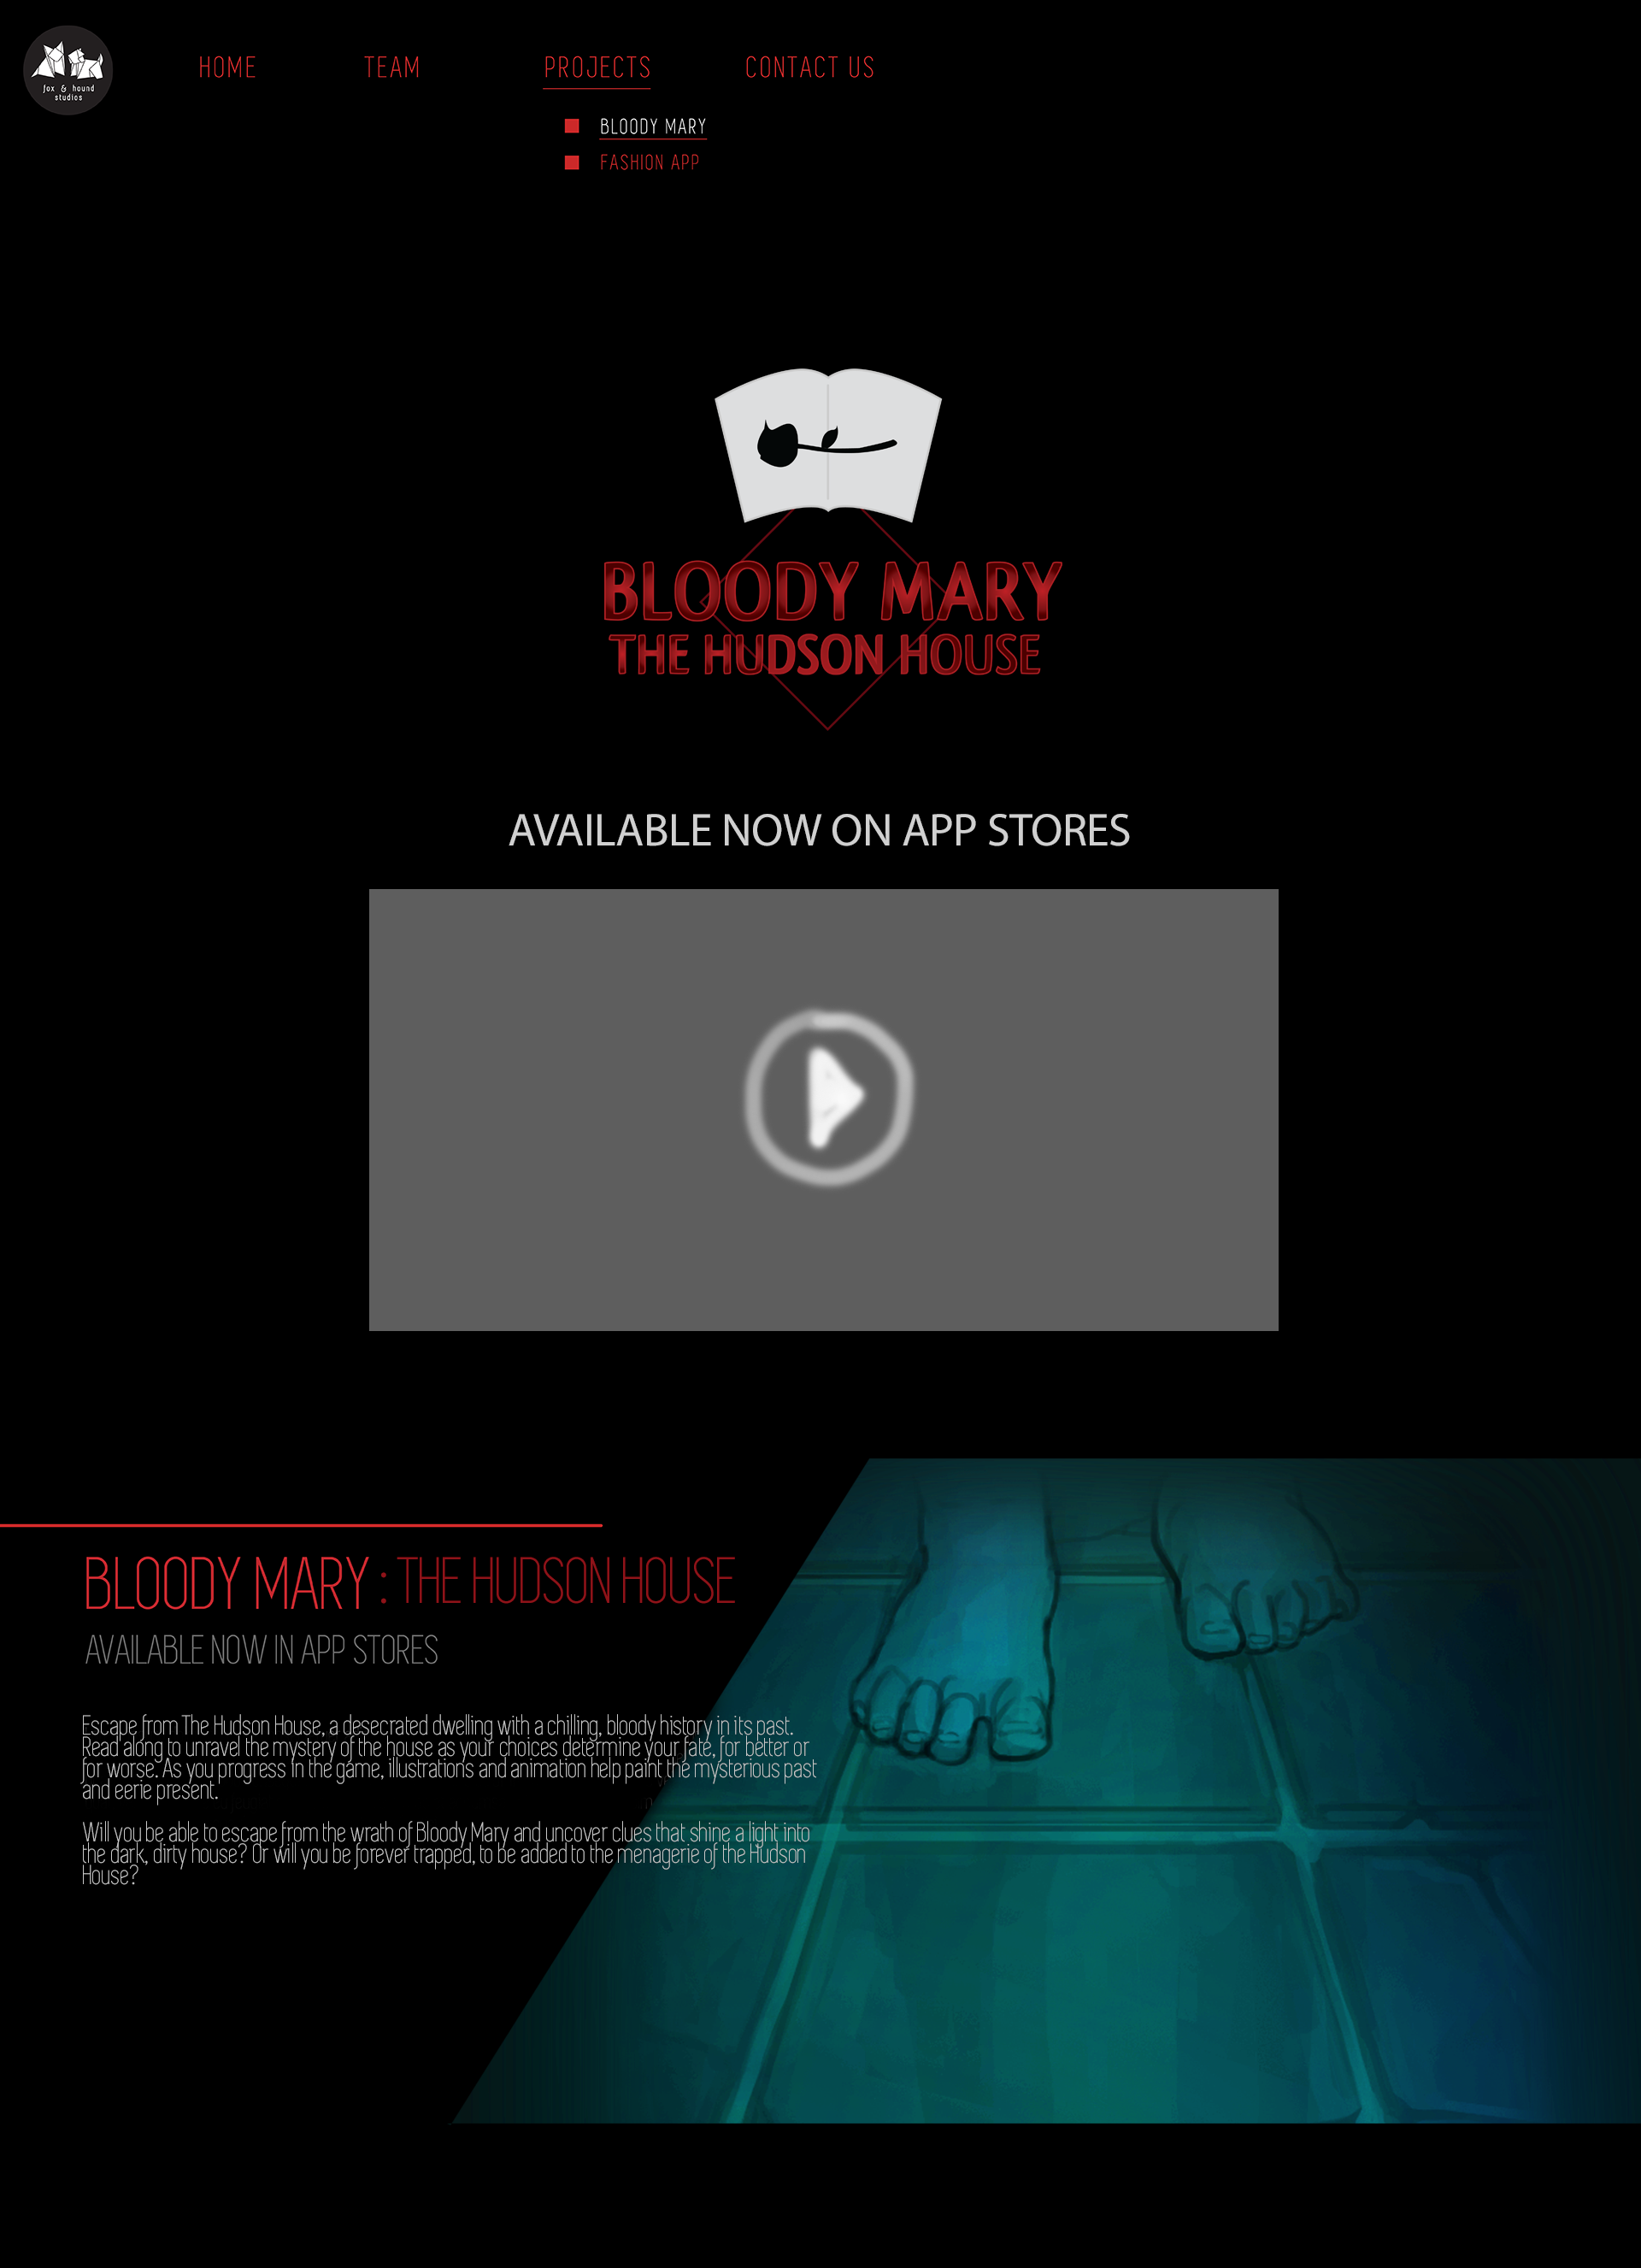 fox & hound
studios
HOME TEAM PROJECTS CONTACT US
BLOODY MARY
FASHION APP
BLOODY MARY
THE HUDSON HOUSE
AVAILABLE NOW ON APP STORES
BLOODY MARY : THE HUDSON HOUSE
AVAILABLE NOW IN APP STORES
Escape from The Hudson House, a desecrated dwelling with a chilling, bloody history in its past.
Read along to unravel the mystery of the house as your choices determine your fate, for better or
for worse. As you progress in the game, illustrations and animation help paint the mysterious past
and eerie present.
Will you be able to escape from the wrath of Bloody Mary and uncover clues that shine a light into
the dark, dirty house? Or will you be forever trapped, to be added to the menagerie of the Hudson
House?